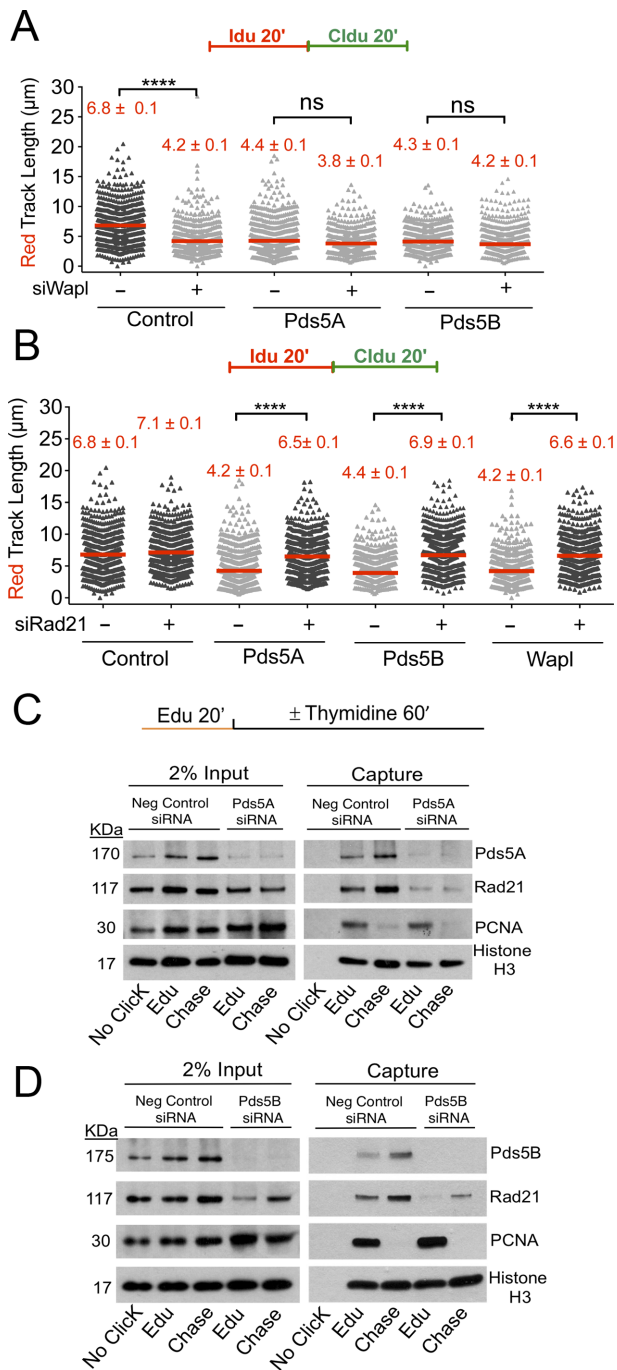 A
Idu 20' Cldu 20'
Red Track Length (µm)
30
25
20
15
10
5
0
****
ns
ns
6.8 ± 0.1
4.2 ± 0.1
4.4 ± 0.1
3.8 ± 0.1
4.3 ± 0.1
4.2 ± 0.1
siWapl – + – + – +
Control Pds5A Pds5B
B
Idu 20' Cldu 20'
Red Track Length (µm)
30
25
20
15
10
5
0
**** **** ****
6.8 ± 0.1
7.1 ± 0.1
4.2 ± 0.1
6.5± 0.1
4.4 ± 0.1
6.9 ± 0.1
4.2 ± 0.1
6.6 ± 0.1
siRad21 – + – + – + – +
Control Pds5A Pds5B Wapl
C
Edu 20’ ± Thymidine 60′
2% Input Capture
Neg Control siRNA
Pds5A siRNA
Neg Control siRNA
Pds5A siRNA
KDa
170 Pds5A
117 Rad21
30 PCNA
17 Histone H3
No ClicK Edu Chase Edu Chase No ClicK Edu Chase Edu Chase
D
2% Input Capture
Neg Control siRNA
Pds5B siRNA
Neg Control siRNA
Pds5B siRNA
KDa
175 Pds5B
117 Rad21
30 PCNA
17 Histone H3
No ClicK Edu Chase Edu Chase No ClicK Edu Chase Edu Chase